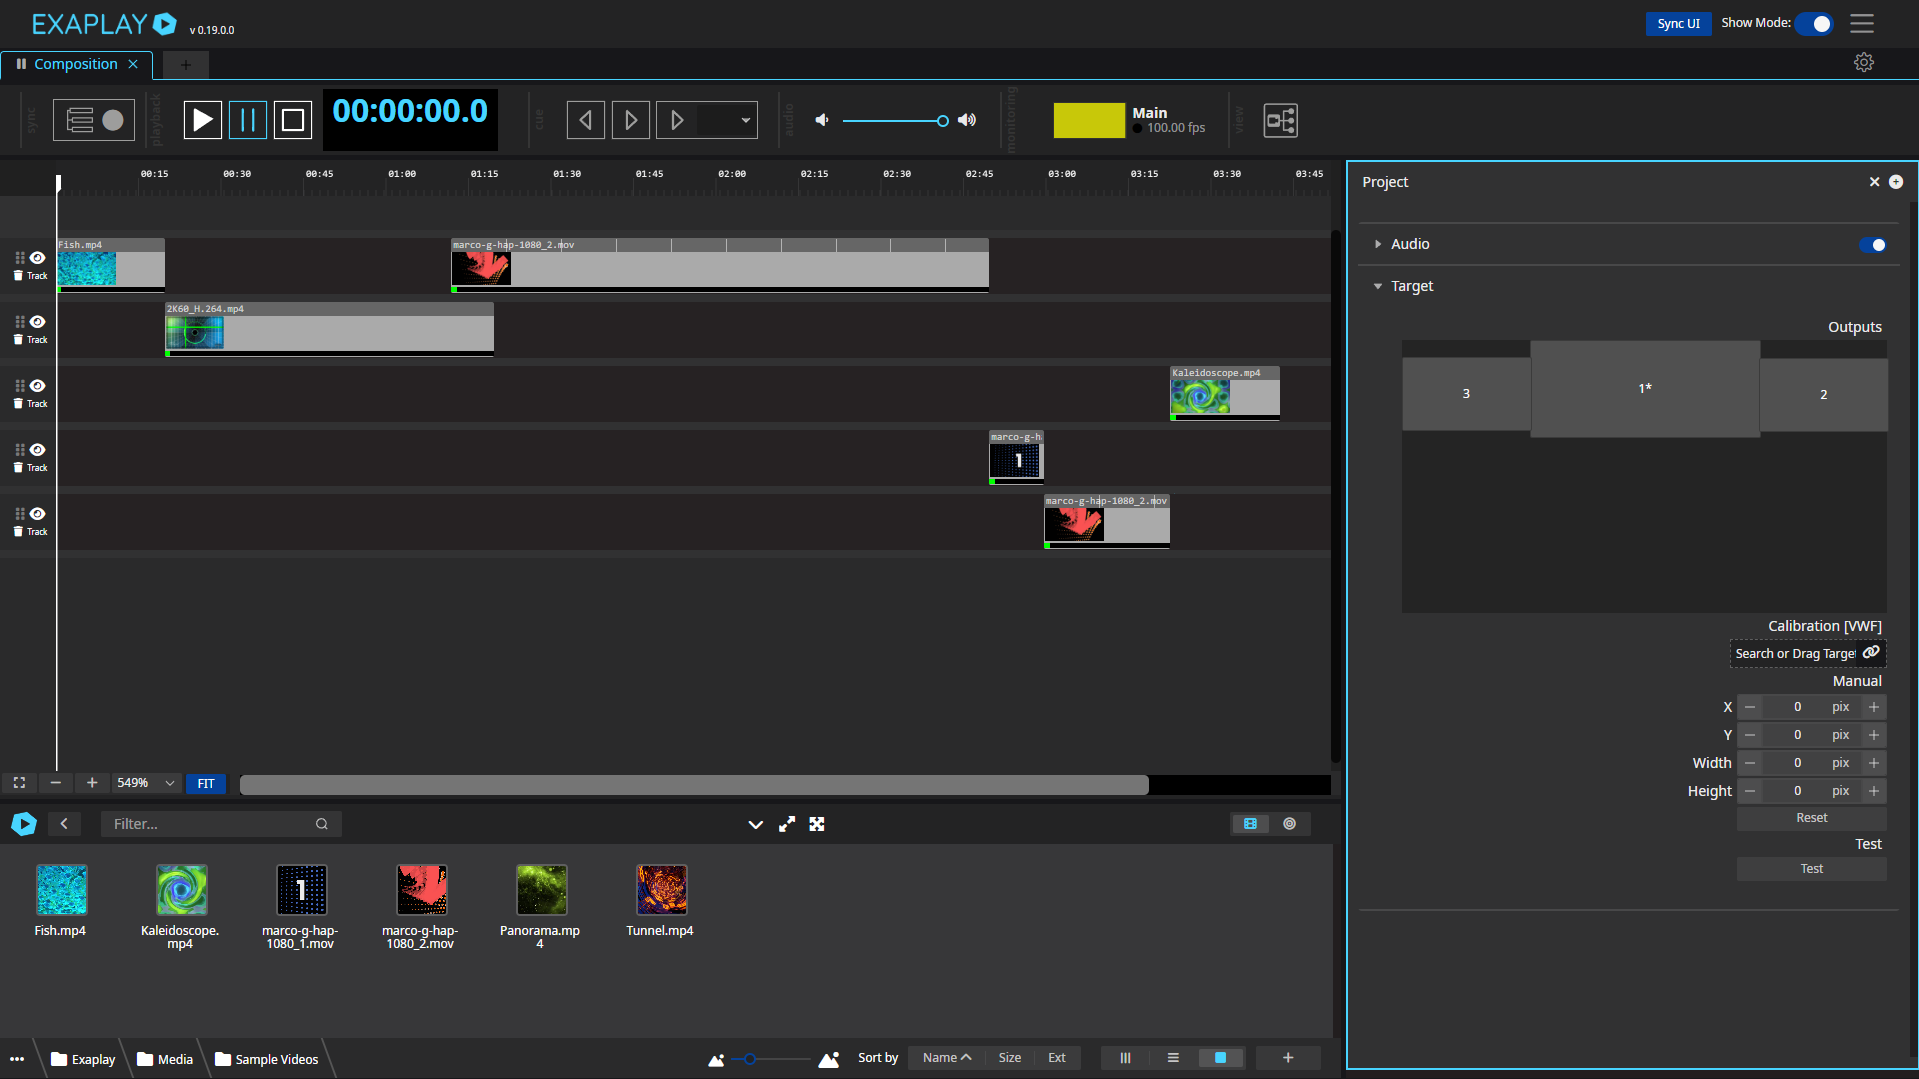 EXAPLAY
v 0.19.0.0
Sync UI
Show Mode:
Composition
sync
playback
00:00:00.0
cue
audio
monitoring
Main
100.00 fps
view
00:15 00:30 00:45 01:00 01:15 01:30 01:45 02:00 02:15 02:30 02:45 03:00 03:15 03:30 03:45
Fish.mp4
marco-g-hap-1080_2.mov
Track
2K60_H.264.mp4
Track
Kaleidoscope.mp4
Track
marco-g-h
1
Track
marco-g-hap-1080_2.mov
Track
549%
FIT
Project
Audio
Target
Outputs
3
1*
2
Calibration [VWF]
Search or Drag Target
Manual
X 0 pix
Y 0 pix
Width 0 pix
Height 0 pix
Reset
Test
Test
Filter...
1
Fish.mp4
Kaleidoscope.
mp4
marco-g-hap-
1080_1.mov
marco-g-hap-
1080_2.mov
Panorama.mp
4
Tunnel.mp4
Exaplay
Media
Sample Videos
Sort by
Name
Size
Ext